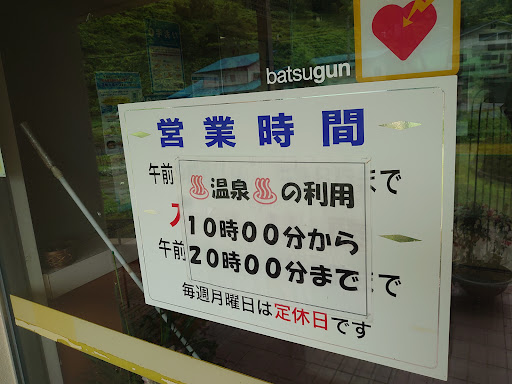 batsugun
営業時間
午前 まで
♨温泉♨の利用
10時00分から
午前 20時00分まで まで
毎週月曜日は定休日です